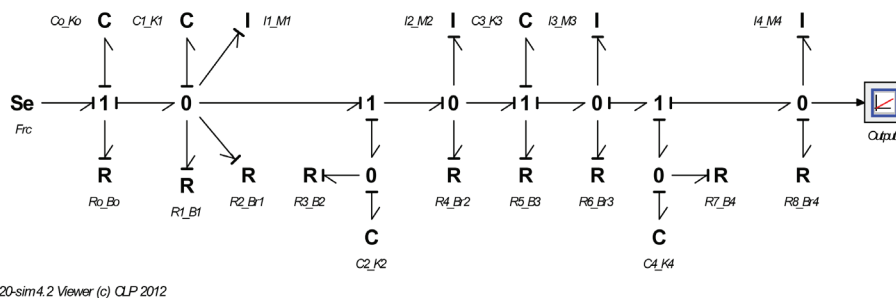 Co_Ko C C1_K1 C I I1_M1 I2_M2 I C3_K3 C I3_M3 I I4_M4 I
Se 1 0 1 0 1 0 1 0
Frc
Output
R R R R 0 R R R 0 R R
Ro_Bo R1_B1 R2_Br1 R3_B2 R4_Br2 R5_B3 R6_Br3 R7_B4 R8_Br4
C C
C2_K2 C4_K4
20-sim 4.2 Viewer (c) CLP 2012